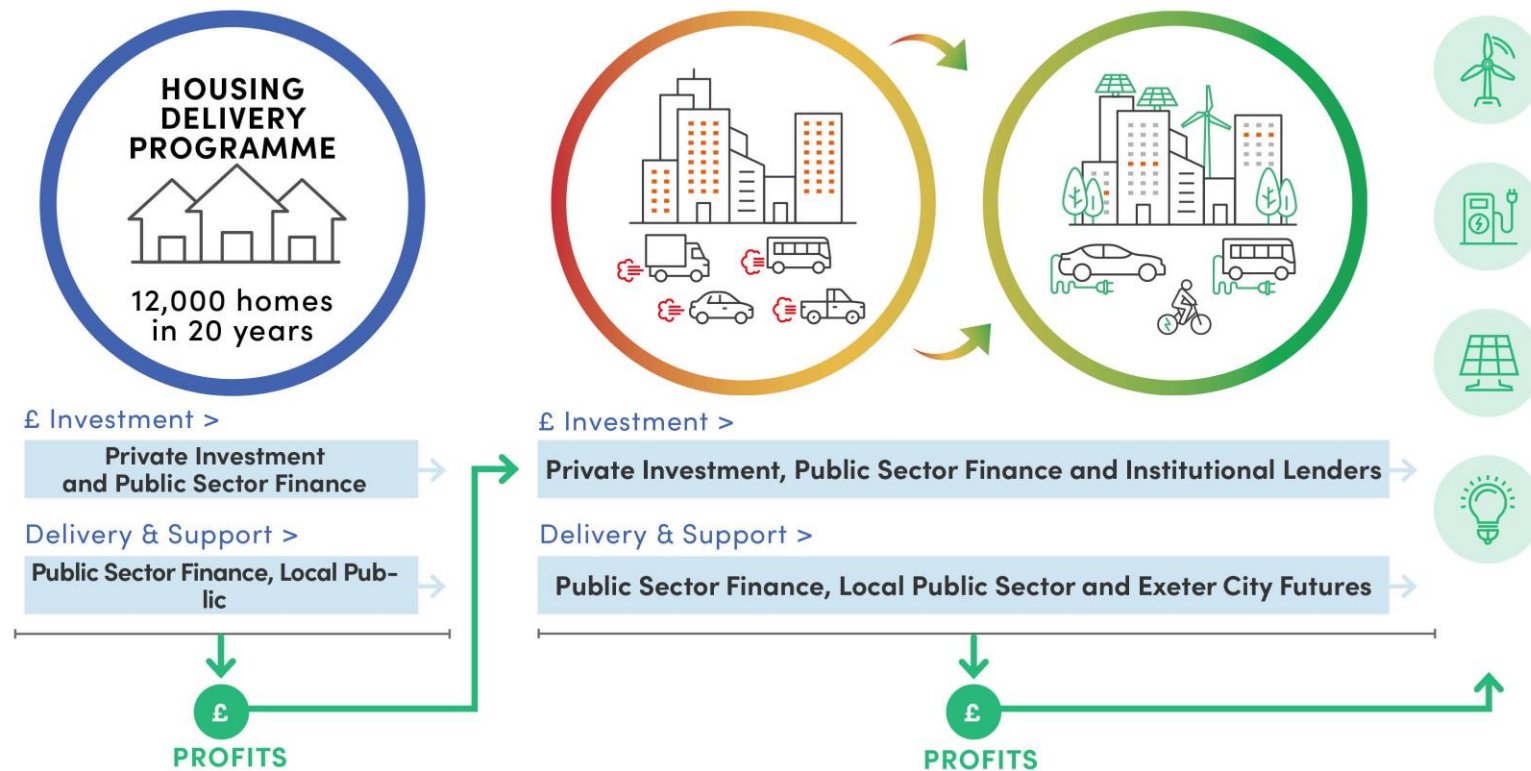 HOUSING
DELIVERY
PROGRAMME
12,000 homes
in 20 years
£ Investment >
Private Investment
and Public Sector Finance
Delivery & Support >
Public Sector Finance, Local Pub-
lic
£
PROFITS
£ Investment >
Private Investment, Public Sector Finance and Institutional Lenders
Delivery & Support >
Public Sector Finance, Local Public Sector and Exeter City Futures
£
PROFITS